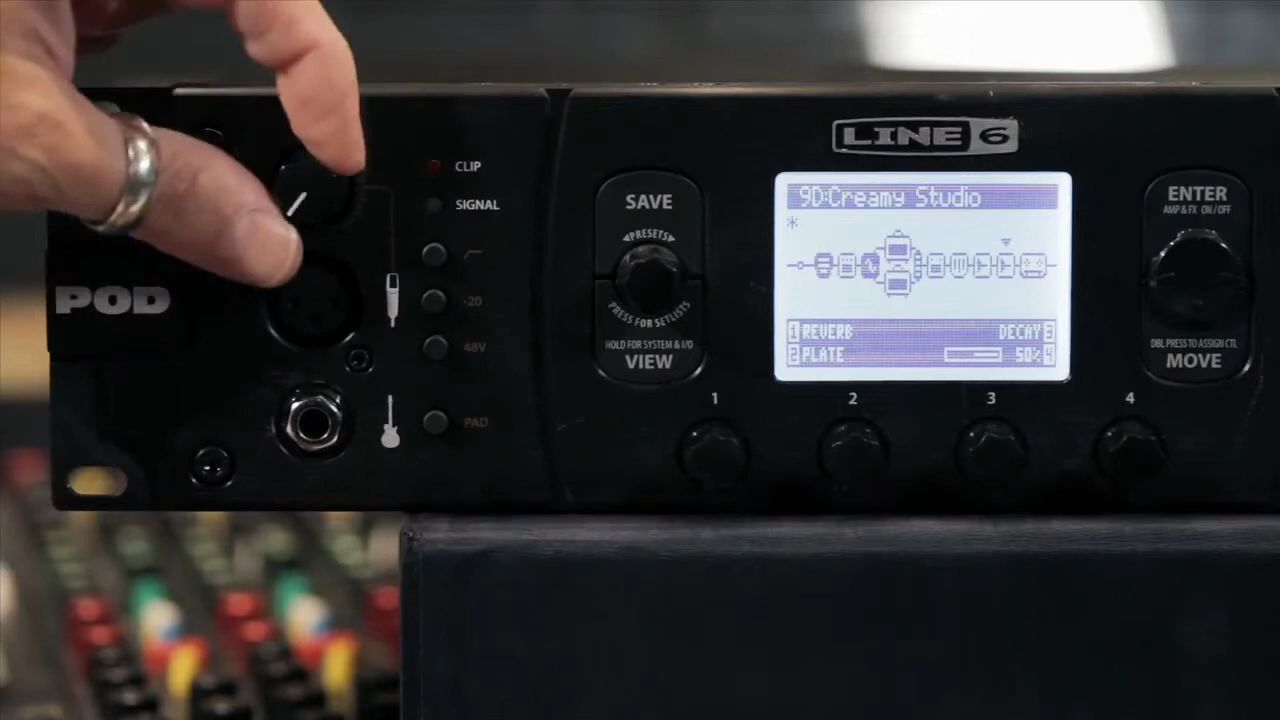 POD
CLIP
SIGNAL
-20
48V
PAD
SAVE
◀PRESETS▶
PRESS FOR SETLISTS
HOLD FOR SYSTEM & I/O
VIEW
LINE 6
9D:Creamy Studio
*
1 REVERB DECAY 3
2 PLATE 50% 4
ENTER
AMP & FX ON / OFF
DBL PRESS TO ASSIGN CTL
MOVE
1 2 3 4